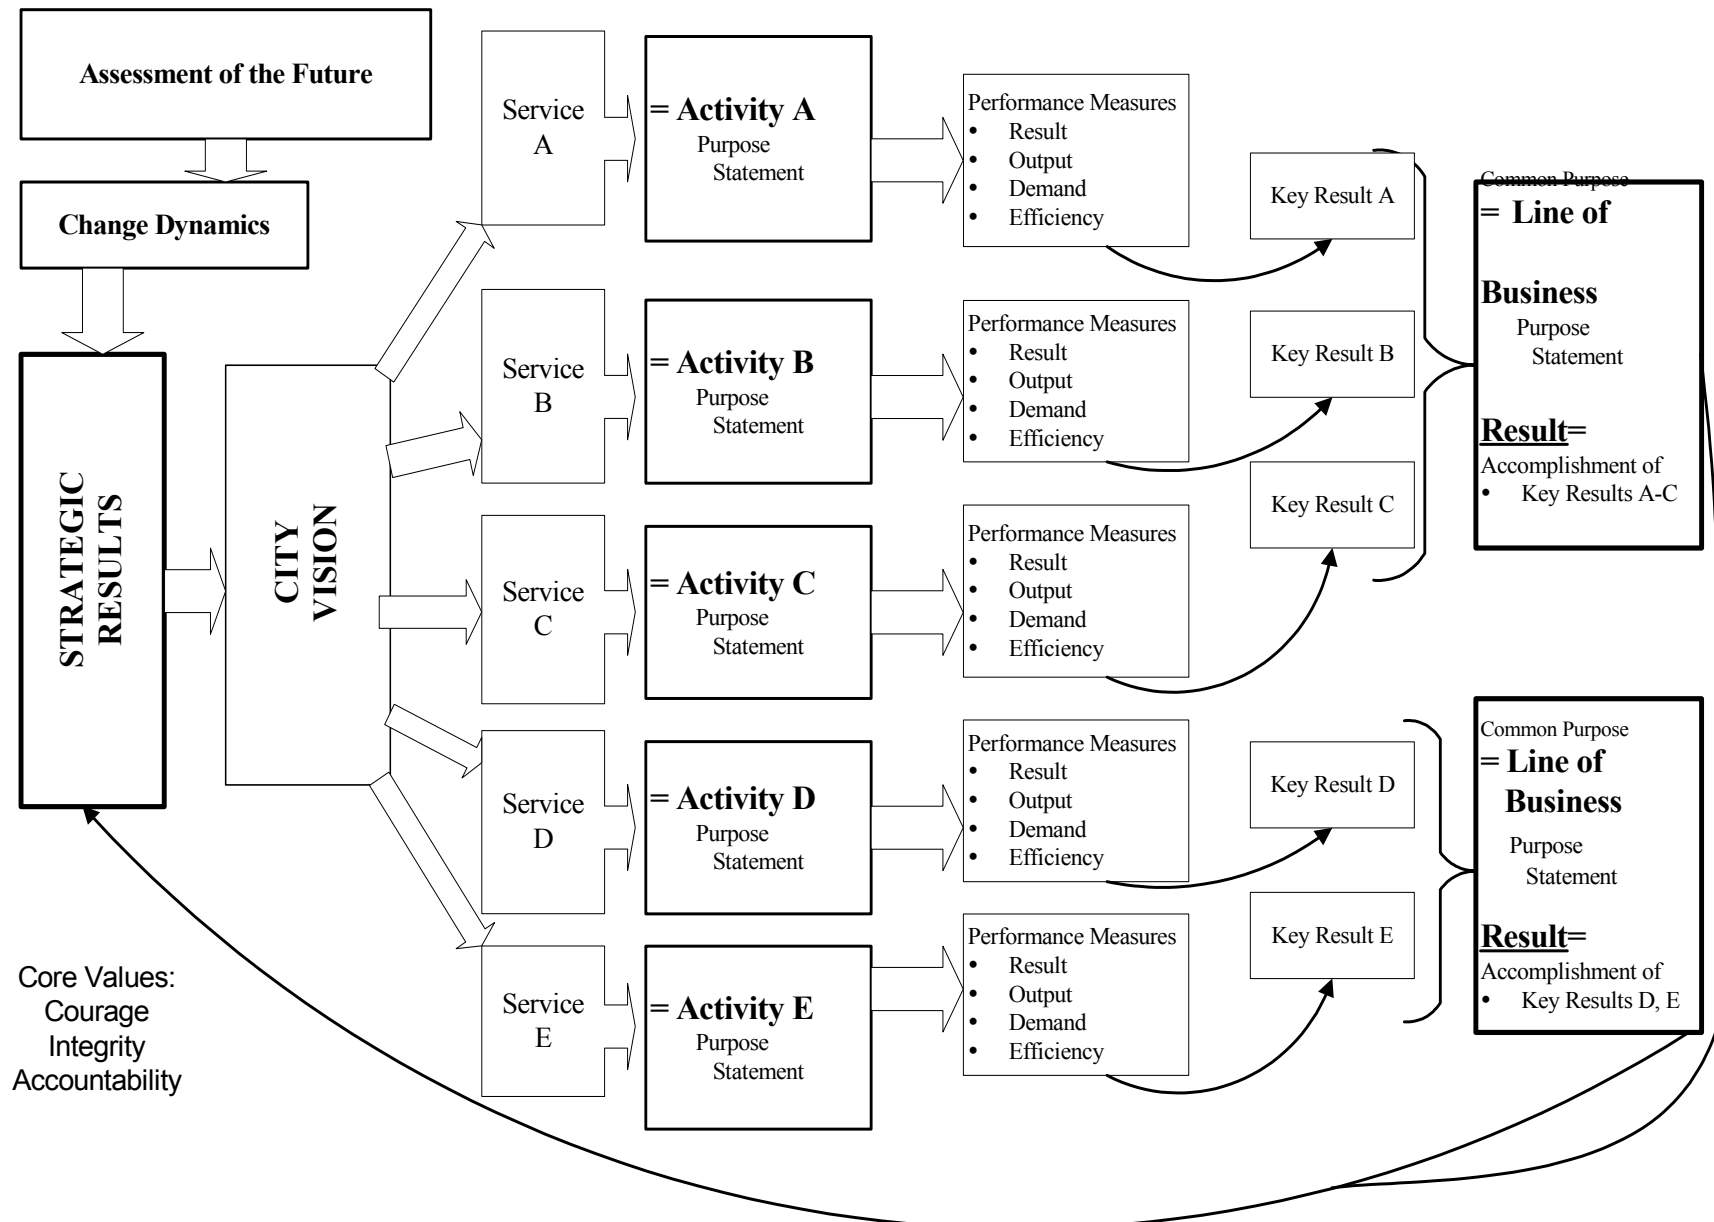 Assessment of the Future
Change Dynamics
STRATEGIC
RESULTS
CITY
VISION
Service
A
= Activity A
Purpose
Statement
Performance Measures
• Result
• Output
• Demand
• Efficiency
Key Result A
Service
B
= Activity B
Purpose
Statement
Performance Measures
• Result
• Output
• Demand
• Efficiency
Key Result B
Service
C
= Activity C
Purpose
Statement
Performance Measures
• Result
• Output
• Demand
• Efficiency
Key Result C
Common Purpose
= Line of
Business
Purpose
Statement
Result=
Accomplishment of
• Key Results A-C
Service
D
= Activity D
Purpose
Statement
Performance Measures
• Result
• Output
• Demand
• Efficiency
Key Result D
Service
E
= Activity E
Purpose
Statement
Performance Measures
• Result
• Output
• Demand
• Efficiency
Key Result E
Common Purpose
= Line of
Business
Purpose
Statement
Result=
Accomplishment of
• Key Results D, E
Core Values:
Courage
Integrity
Accountability